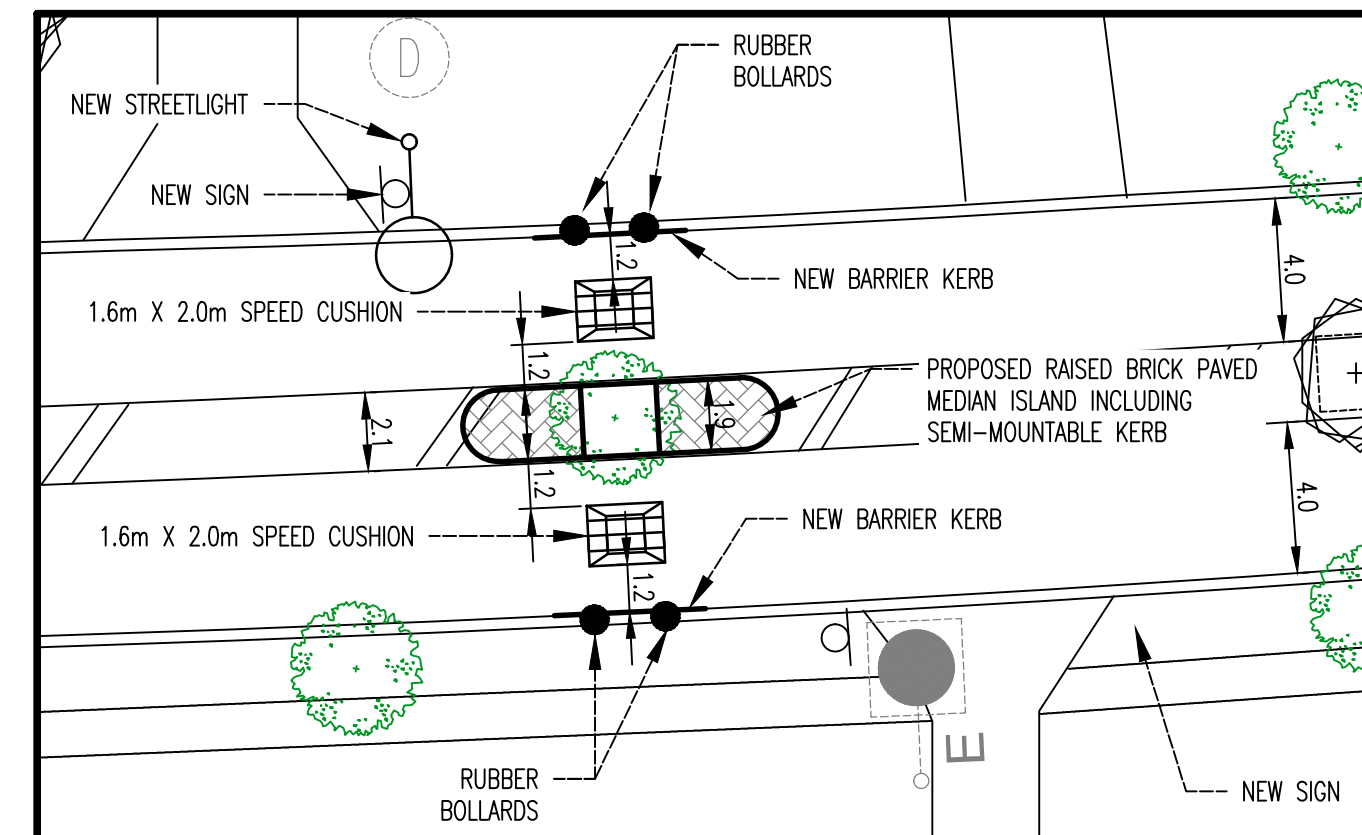 D
RUBBER
BOLLARDS
NEW STREETLIGHT
NEW SIGN
1.2
NEW BARRIER KERB
4.0
1.6m X 2.0m SPEED CUSHION
1.2
PROPOSED RAISED BRICK PAVED
MEDIAN ISLAND INCLUDING
SEMI-MOUNTABLE KERB
2.1
1.9
1.2
4.0
NEW BARRIER KERB
1.6m X 2.0m SPEED CUSHION
1.2
E
RUBBER
BOLLARDS
NEW SIGN